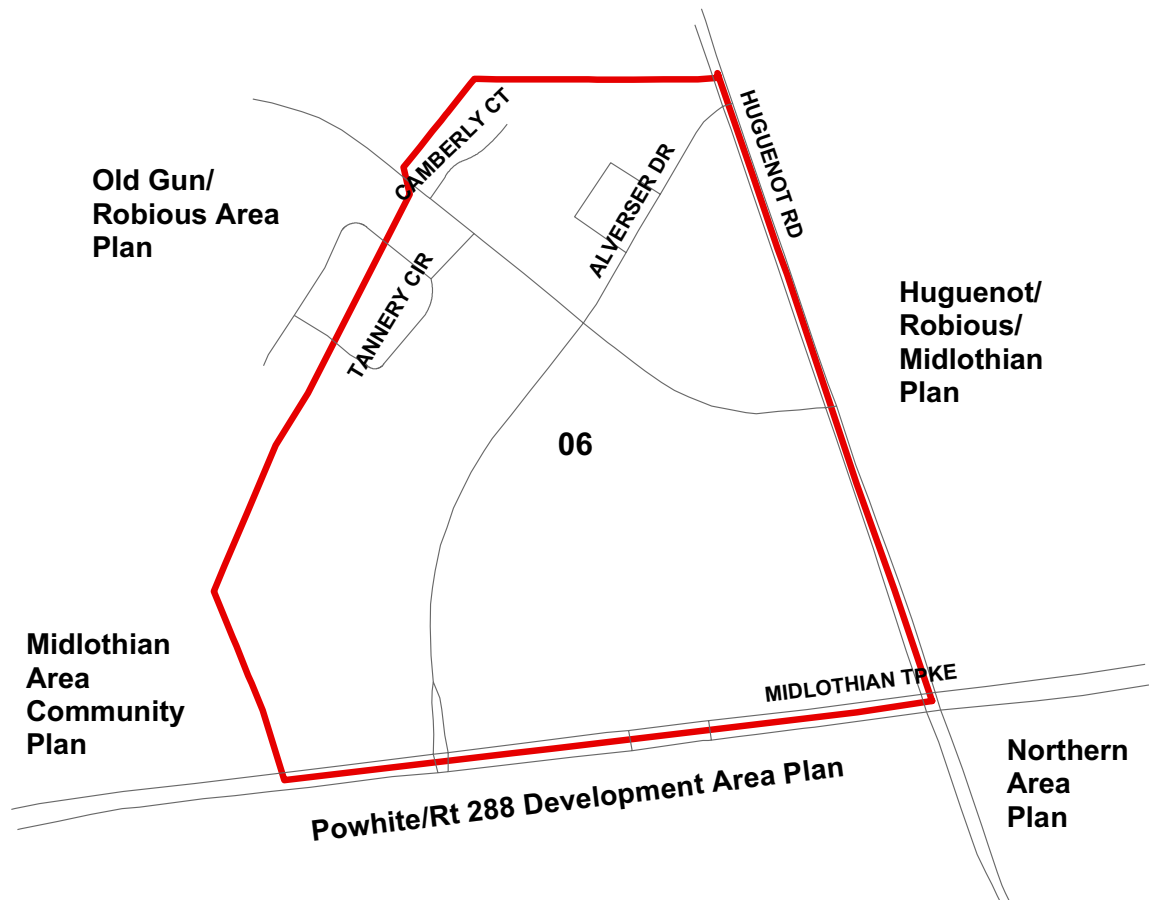 CAMBERLY CT
HUGUENOT RD
ALVERSER DR
Old Gun/
Robious Area
Plan
TANNERY CIR
Huguenot/
Robious/
Midlothian
Plan
06
Midlothian
Area
Community
Plan
MIDLOTHIAN TPKE
Northern
Area
Plan
Powhite/Rt 288 Development Area Plan